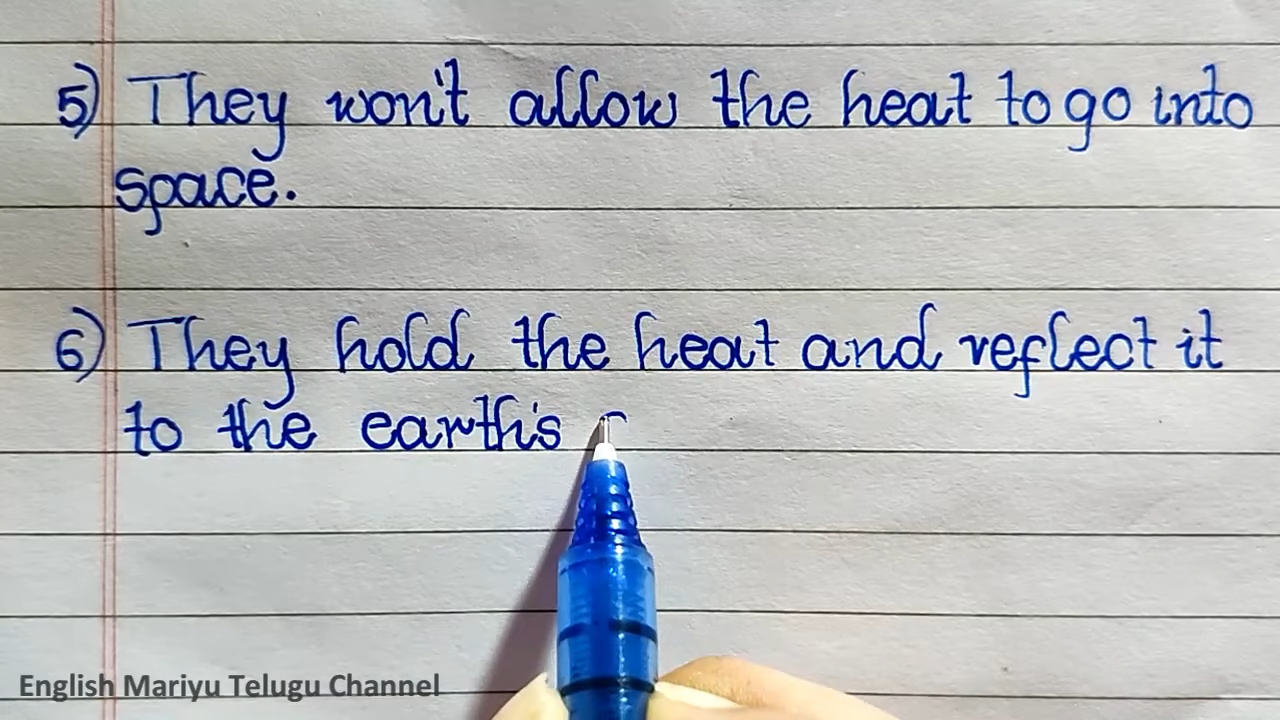 5) They won't allow the heat to go into
space.
6) They hold the heat and reflect it
to the earth's
English Mariyu Telugu Channel